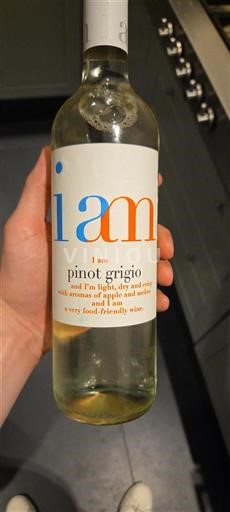 i am
I am
pinot grigio
and I'm light, dry and crisp
with aromas of apple and melon
and I am
a very food-friendly wine.
VINIOU